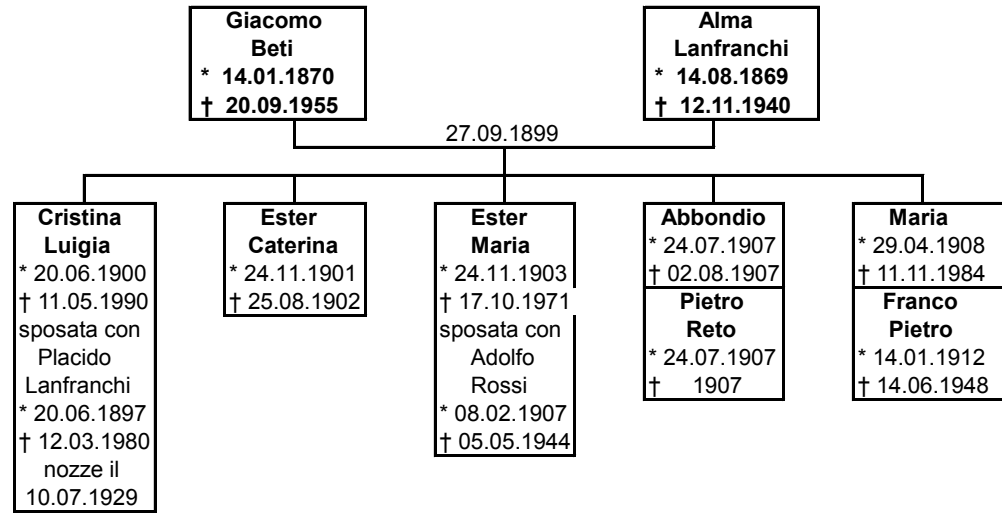 Giacomo
Beti
* 14.01.1870
† 20.09.1955
Alma
Lanfranchi
* 14.08.1869
† 12.11.1940
27.09.1899
Cristina
Luigia
* 20.06.1900
† 11.05.1990
sposata con
Placido
Lanfranchi
* 20.06.1897
† 12.03.1980
nozze il
10.07.1929
Ester
Caterina
* 24.11.1901
† 25.08.1902
Ester
Maria
* 24.11.1903
† 17.10.1971
sposata con
Adolfo
Rossi
* 08.02.1907
† 05.05.1944
Abbondio
* 24.07.1907
† 02.08.1907
Pietro
Reto
* 24.07.1907
† 1907
Maria
* 29.04.1908
† 11.11.1984
Franco
Pietro
* 14.01.1912
† 14.06.1948